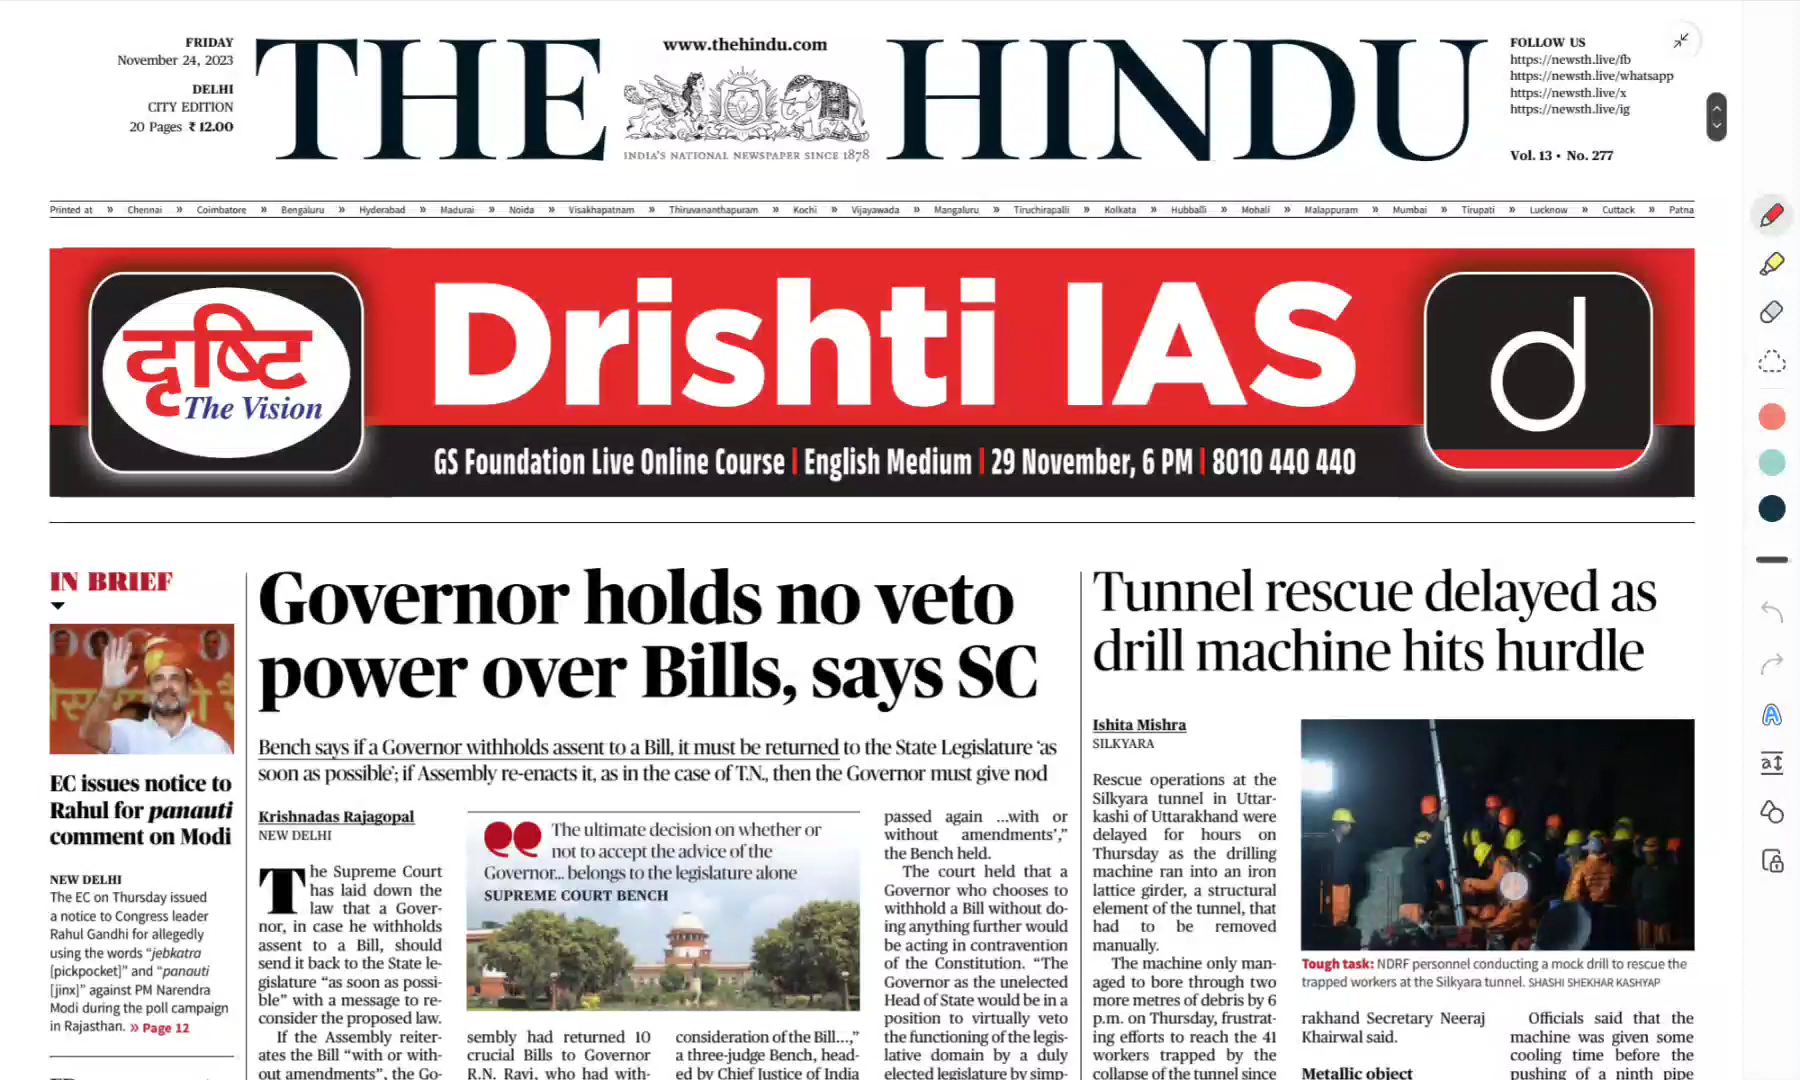 FRIDAY
November 24, 2023
DELHI
CITY EDITION
20 Pages ₹ 12.00
THE HINDU
www.thehindu.com
INDIA'S NATIONAL NEWSPAPER SINCE 1878
FOLLOW US
https://newsth.live/fb
https://newsth.live/whatsapp
https://newsth.live/x
https://newsth.live/ig
Vol. 13 • No. 277
Printed at » Chennai » Coimbatore » Bengaluru » Hyderabad » Madurai » Noida » Visakhapatnam » Thiruvananthapuram » Kochi » Vijayawada » Mangaluru » Tiruchirapalli » Kolkata » Hubballi » Mohali » Malappuram » Mumbai » Tirupati » Lucknow » Cuttack » Patna
दृष्टि
The Vision
Drishti IAS
d
GS Foundation Live Online Course | English Medium | 29 November, 6 PM | 8010 440 440
IN BRIEF
EC issues notice to
Rahul for panauti
comment on Modi
NEW DELHI
The EC on Thursday issued
a notice to Congress leader
Rahul Gandhi for allegedly
using the words “jebkatra
[pickpocket]” and “panauti
[jinx]” against PM Narendra
Modi during the poll campaign
in Rajasthan. » Page 12
Governor holds no veto
power over Bills, says SC
Bench says if a Governor withholds assent to a Bill, it must be returned to the State Legislature ‘as
soon as possible’; if Assembly re-enacts it, as in the case of T.N., then the Governor must give nod
Krishnadas Rajagopal
NEW DELHI
The Supreme Court
has laid down the
law that a Gover-
nor, in case he withholds
assent to a Bill, should
send it back to the State le-
gislature “as soon as possi-
ble” with a message to re-
consider the proposed law.
If the Assembly reiter-
ates the Bill “with or with-
out amendments”, the Go-
The ultimate decision on whether or
not to accept the advice of the
Governor... belongs to the legislature alone
SUPREME COURT BENCH
sembly had returned 10
crucial Bills to Governor
R.N. Ravi, who had with-
consideration of the Bill...,”
a three-judge Bench, head-
ed by Chief Justice of India
passed again ...with or
without amendments’,”
the Bench held.
The court held that a
Governor who chooses to
withhold a Bill without do-
ing anything further would
be acting in contravention
of the Constitution. “The
Governor as the unelected
Head of State would be in a
position to virtually veto
the functioning of the legis-
lative domain by a duly
elected legislature by simp-
Tunnel rescue delayed as
drill machine hits hurdle
Ishita Mishra
SILKYARA
Rescue operations at the
Silkyara tunnel in Uttar-
kashi of Uttarakhand were
delayed for hours on
Thursday as the drilling
machine ran into an iron
lattice girder, a structural
element of the tunnel, that
had to be removed
manually.
The machine only man-
aged to bore through two
more metres of debris by 6
p.m. on Thursday, frustrat-
ing efforts to reach the 41
workers trapped by the
collapse of the tunnel since
Tough task: NDRF personnel conducting a mock drill to rescue the
trapped workers at the Silkyara tunnel. SHASHI SHEKHAR KASHYAP
rakhand Secretary Neeraj
Khairwal said.
Metallic object
Officials said that the
machine was given some
cooling time before the
pushing of a ninth pipe